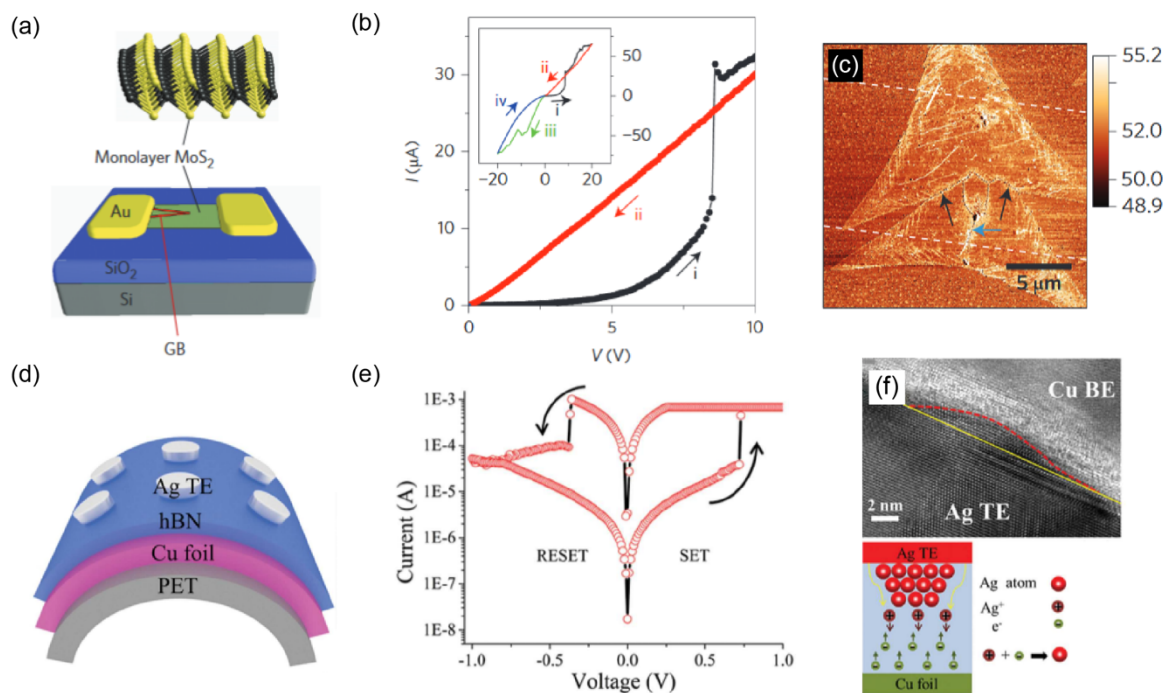 (a)
Monolayer MoS₂
Au
SiO₂
Si
GB
(b)
I (μA)
30
20
10
0
0
5
10
V (V)
i
ii
50
0
−50
−20
0
20
i
ii
iii
iv
(c)
55.2
52.0
50.0
48.9
5 μm
(d)
Ag TE
hBN
Cu foil
PET
(e)
Current (A)
1E-3
1E-4
1E-5
1E-6
1E-7
1E-8
RESET
SET
-1.0
-0.5
0.0
0.5
1.0
Voltage (V)
(f)
Cu BE
2 nm
Ag TE
Ag TE
Ag atom
Ag⁺
e⁻
+
Cu foil